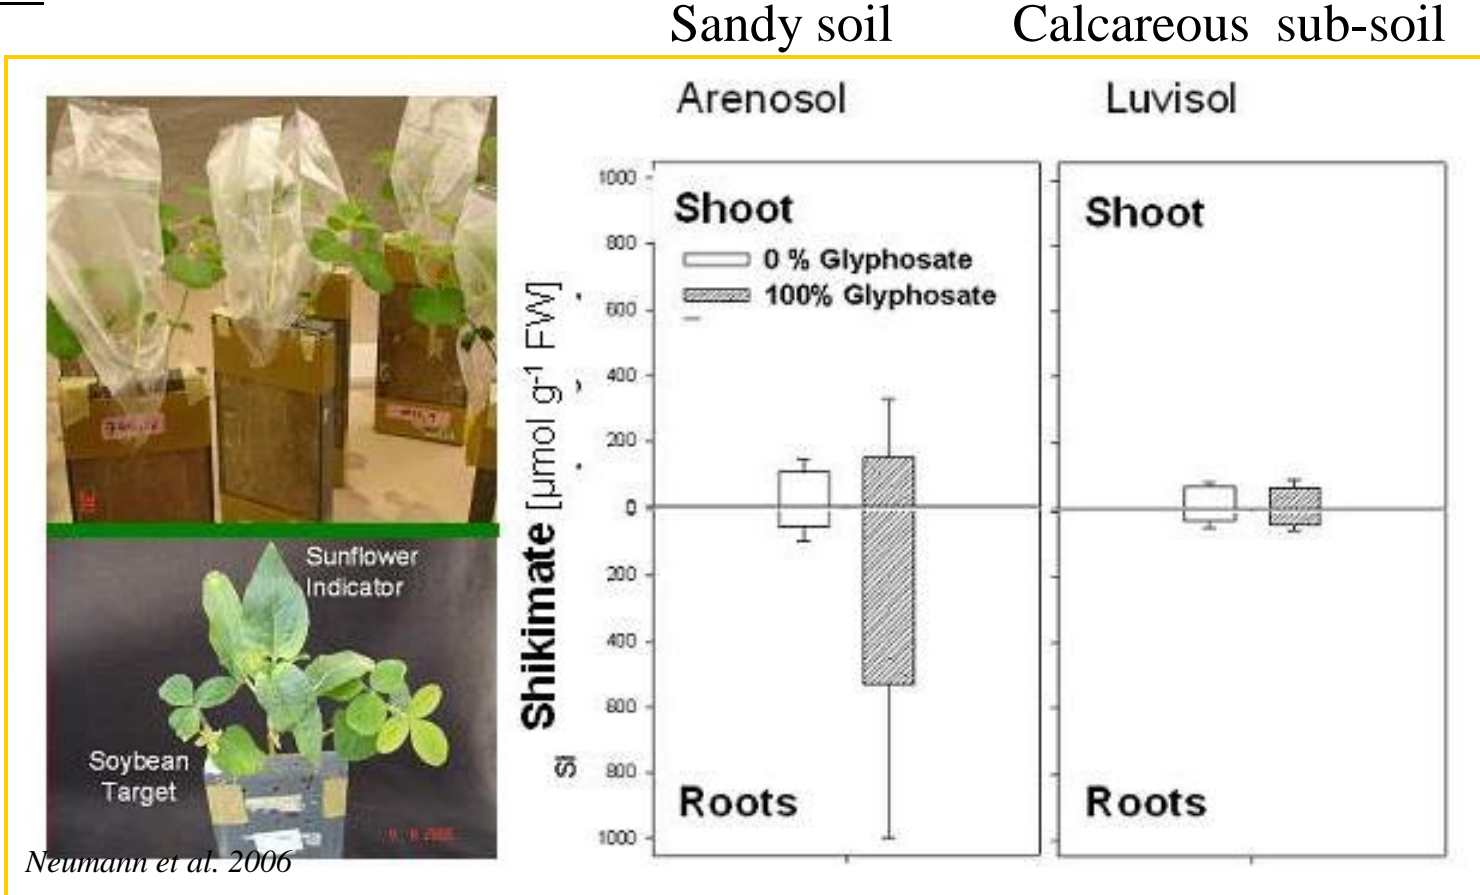 Sandy soil
Calcareous sub-soil
Arenosol
Luvisol
Sunflower
Indicator
Soybean
Target
Neumann et al. 2006
Shikimate [µmol g⁻¹ FW]
SI
1000
800
600
400
200
0
200
400
600
800
1000
Shoot
0 % Glyphosate
100% Glyphosate
Roots
Shoot
Roots